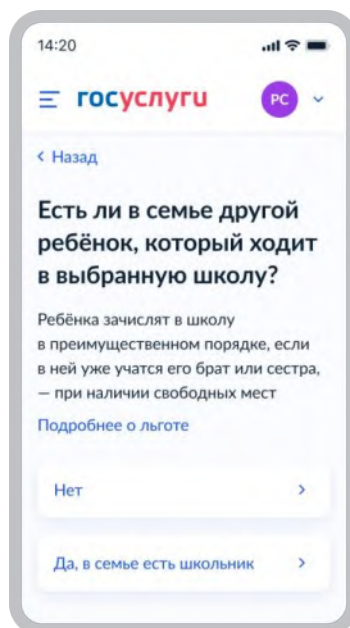 14:20
госуслуги
РС
Назад
Есть ли в семье другой
ребёнок, который ходит
в выбранную школу?
Ребёнка зачислят в школу
в преимущественном порядке, если
в ней уже учатся его брат или сестра,
— при наличии свободных мест
Подробнее о льготе
Нет
Да, в семье есть школьник